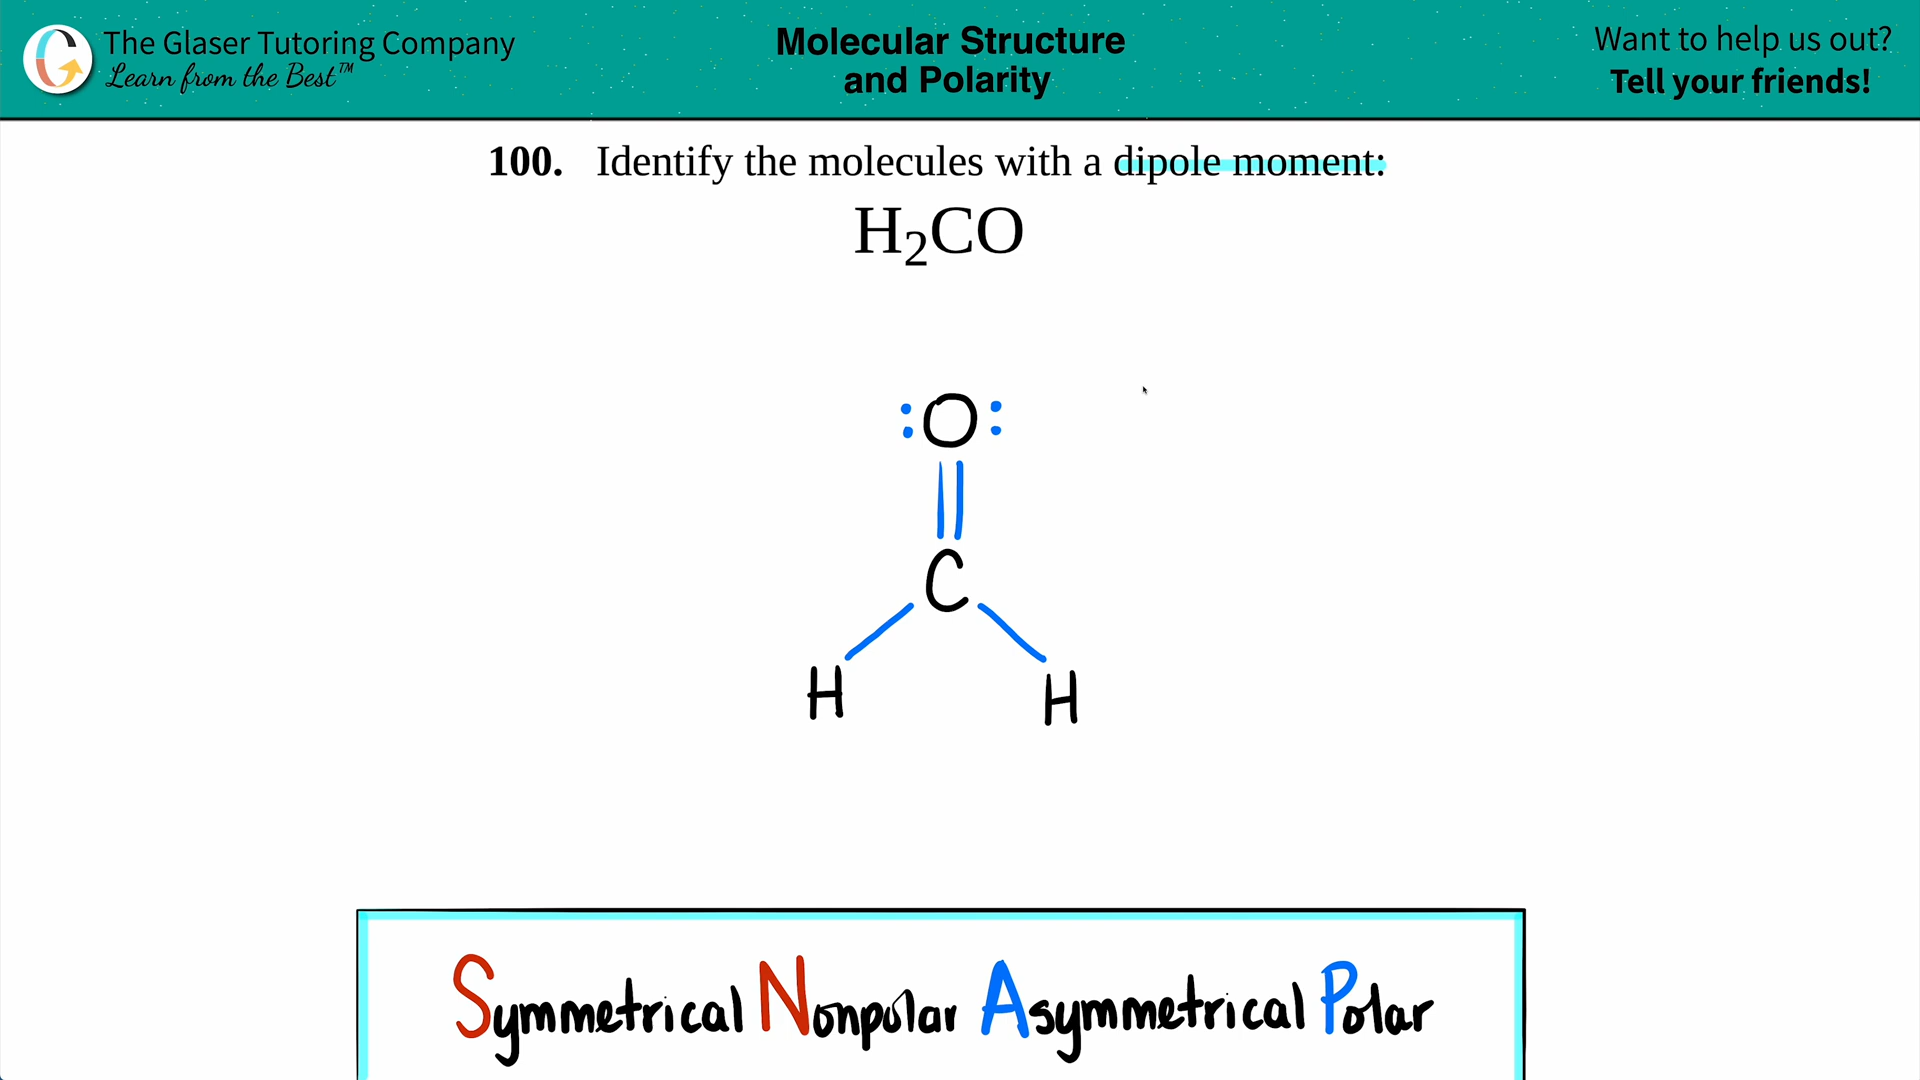 The Glaser Tutoring Company
Learn from the Best™
Molecular Structure
and Polarity
Want to help us out?
Tell your friends!
100. Identify the molecules with a dipole moment:
H₂CO
:O:
C
H H
Symmetrical Nonpolar Asymmetrical Polar